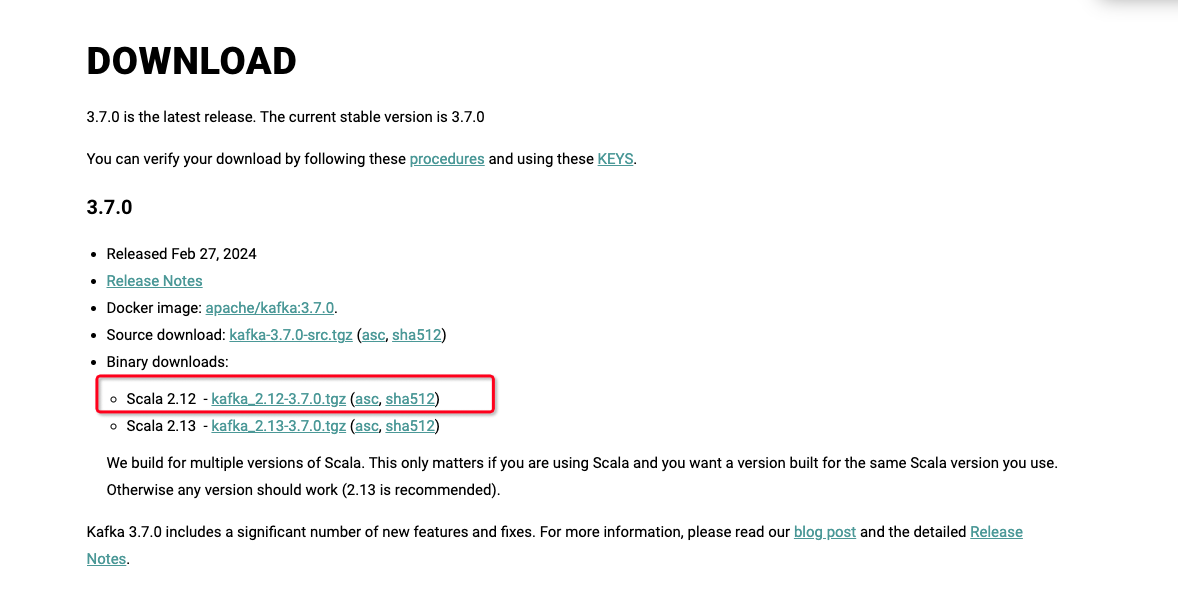 DOWNLOAD
3.7.0 is the latest release. The current stable version is 3.7.0
You can verify your download by following these procedures and using these KEYS.
3.7.0
Released Feb 27, 2024
Release Notes
Docker image: apache/kafka:3.7.0.
Source download: kafka-3.7.0-src.tgz (asc, sha512)
Binary downloads:
Scala 2.12 - kafka_2.12-3.7.0.tgz (asc, sha512)
Scala 2.13 - kafka_2.13-3.7.0.tgz (asc, sha512)
We build for multiple versions of Scala. This only matters if you are using Scala and you want a version built for the same Scala version you use.
Otherwise any version should work (2.13 is recommended).
Kafka 3.7.0 includes a significant number of new features and fixes. For more information, please read our blog post and the detailed Release
Notes.